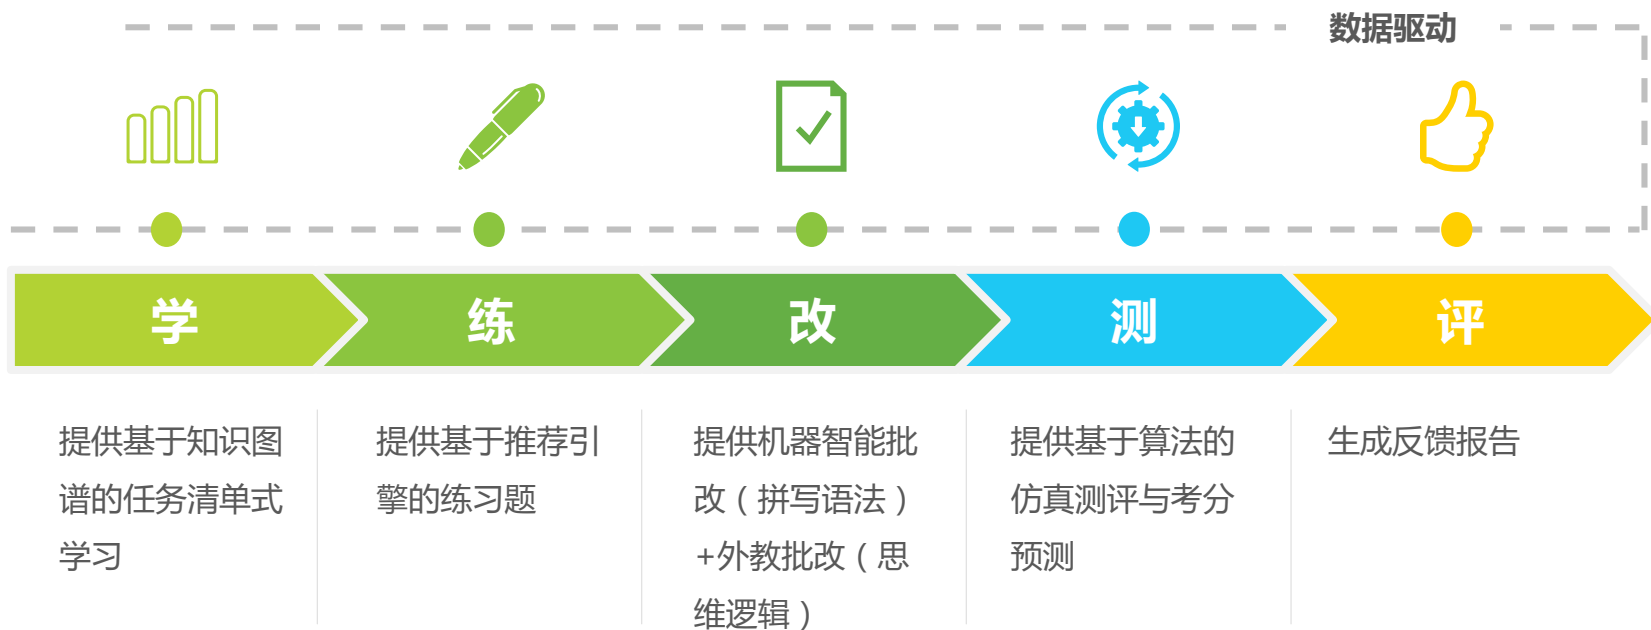 数据驱动
学
练
改
测
评
提供基于知识图
谱的任务清单式
学习
提供基于推荐引
擎的练习题
提供机器智能批
改（拼写语法）
+外教批改（思
维逻辑）
提供基于算法的
仿真测评与考分
预测
生成反馈报告